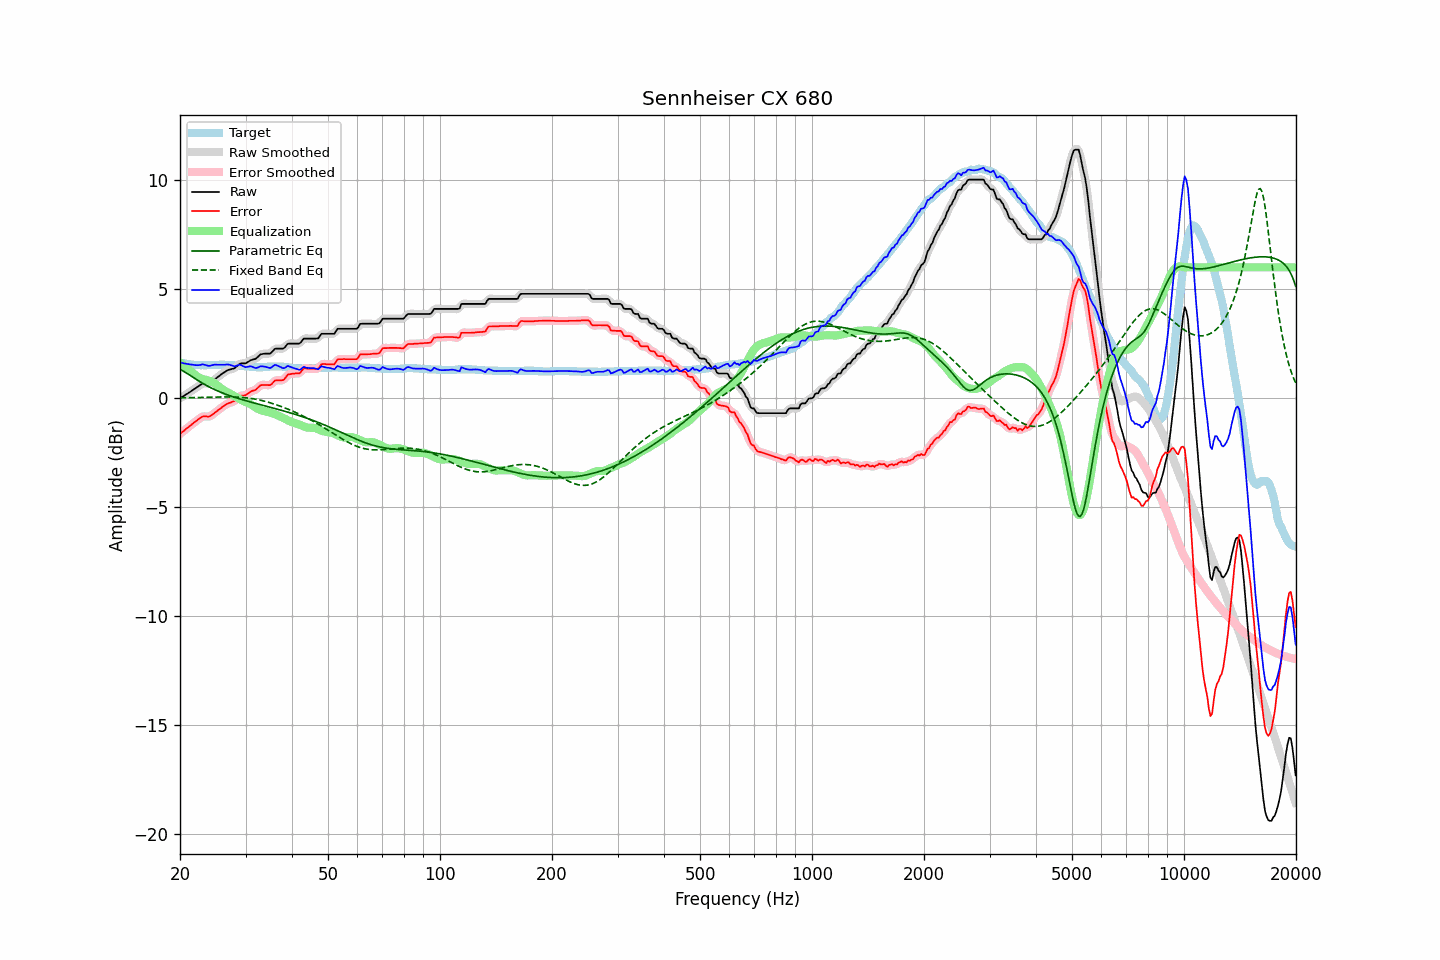 Sennheiser CX 680
Target
Raw Smoothed
Error Smoothed
Raw
Error
Equalization
Parametric Eq
Fixed Band Eq
Equalized
10
5
0
−5
−10
−15
−20
Amplitude (dBr)
20 50 100 200 500 1000 2000 5000 10000 20000
Frequency (Hz)